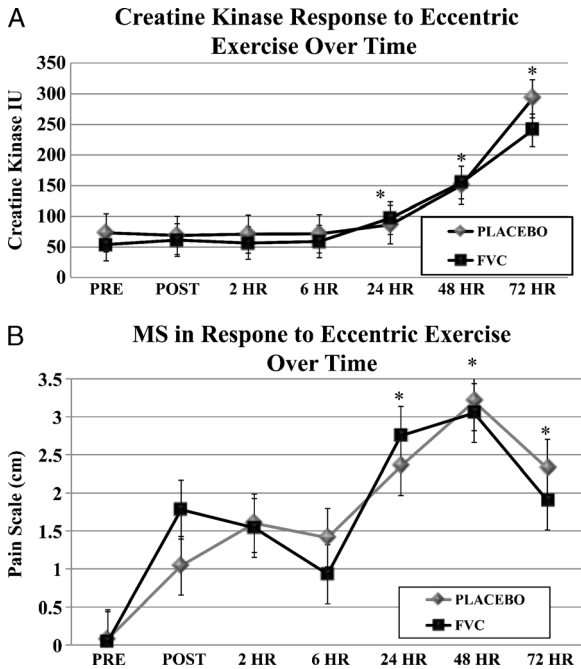 A
Creatine Kinase Response to Eccentric
Exercise Over Time
Creatine Kinase IU
350
300
250
200
150
100
50
0
*
*
*
PLACEBO
FVC
PRE POST 2 HR 6 HR 24 HR 48 HR 72 HR
B
MS in Respone to Eccentric Exercise
Over Time
Pain Scale (cm)
3.5
3
2.5
2
1.5
1
0.5
0
*
*
*
PLACEBO
FVC
PRE POST 2 HR 6 HR 24 HR 48 HR 72 HR